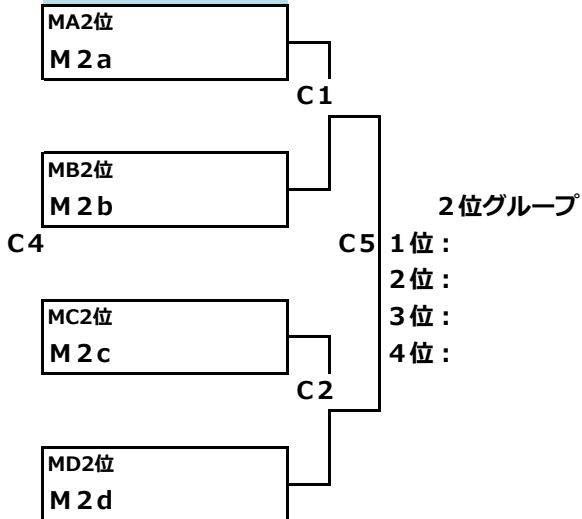 MA2位
Ｍ２a
Ｃ１
MB2位
Ｍ２b
２位グループ
Ｃ４
Ｃ５
１位：
２位：
MC2位
３位：
Ｍ２c
４位：
Ｃ２
MD2位
Ｍ２d